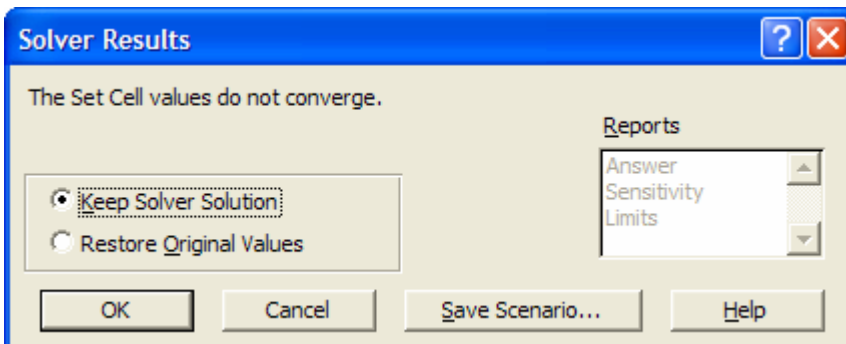 Solver Results
?
The Set Cell values do not converge.
Reports
Answer
Sensitivity
Limits
Keep Solver Solution
Restore Original Values
OK Cancel Save Scenario... Help